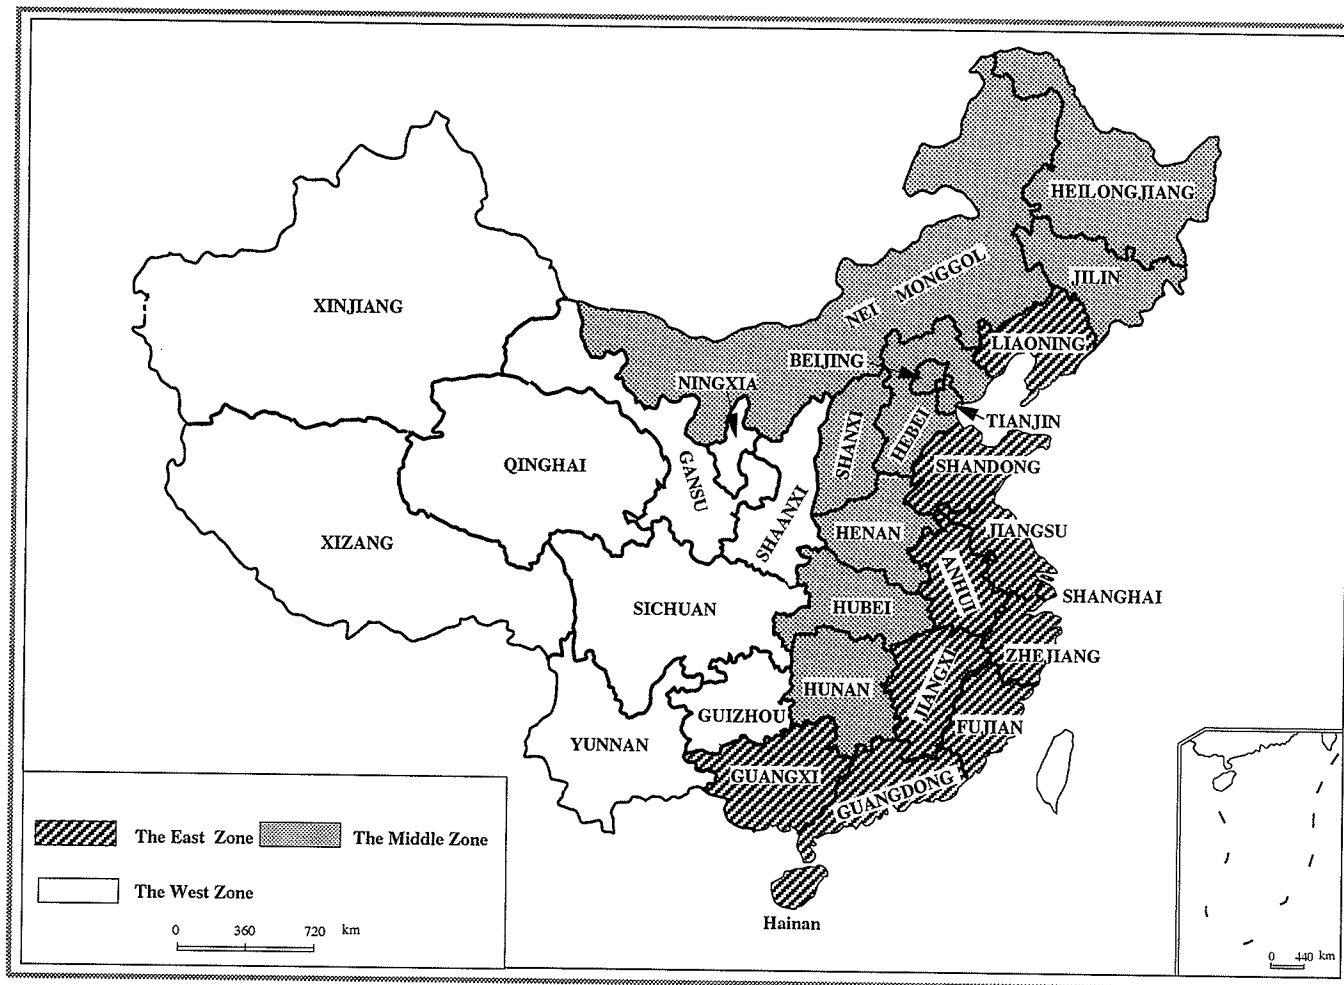 HEILONGJIANG
JILIN
NEI MONGGOL
XINJIANG
LIAONING
BEIJING
NINGXIA
TIANJIN
HEBEI
SHANXI
QINGHAI
GANSU
SHANDONG
SHAANXI
HENAN
JIANGSU
XIZANG
ANHUI
SHANGHAI
SICHUAN
HUBEI
ZHEJIANG
JIANGXI
HUNAN
GUIZHOU
FUJIAN
YUNNAN
GUANGXI
GUANGDONG
Hainan
The East Zone
The Middle Zone
The West Zone
0 360 720 km
0 440 km